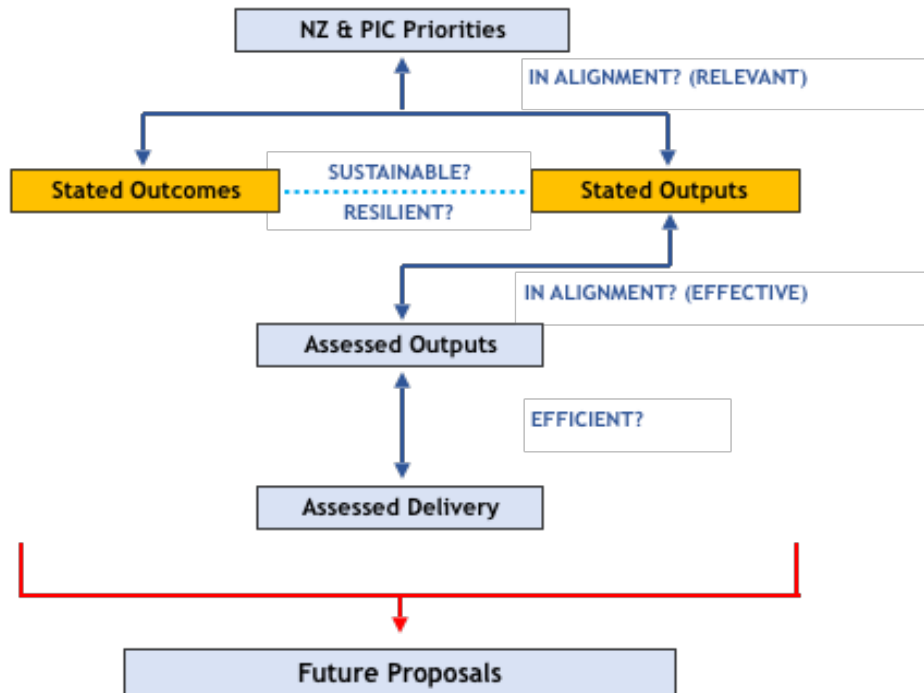 NZ & PIC Priorities
IN ALIGNMENT? (RELEVANT)
Stated Outcomes
SUSTAINABLE?
RESILIENT?
Stated Outputs
IN ALIGNMENT? (EFFECTIVE)
Assessed Outputs
EFFICIENT?
Assessed Delivery
Future Proposals